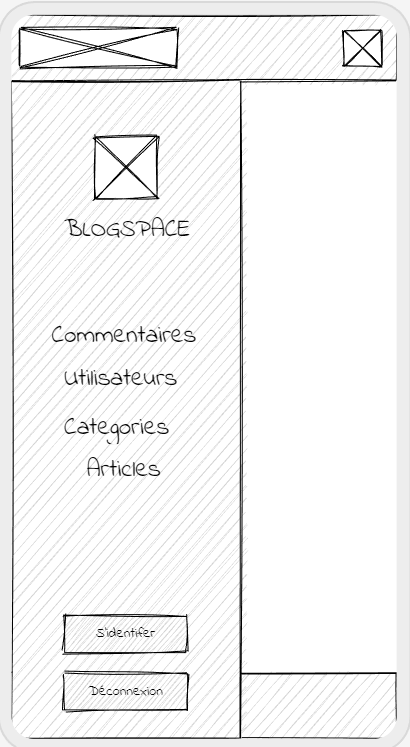 BLOGSPACE
Commentaires
Utilisateurs
Categories
Articles
S'identifer
Déconnexion